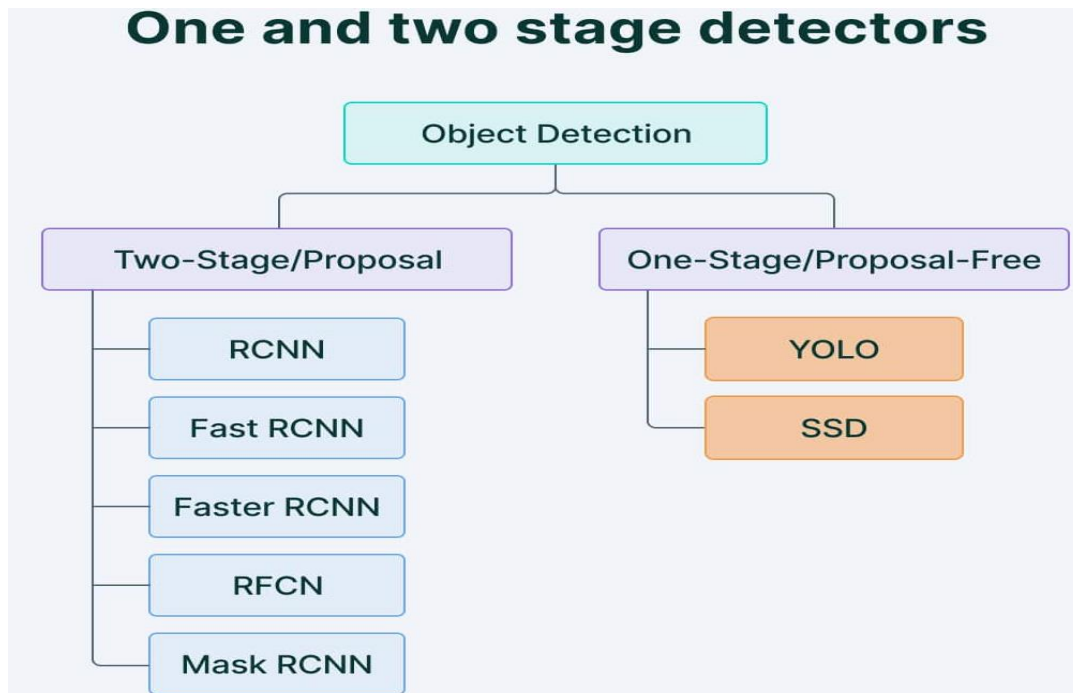 One and two stage detectors
Object Detection
Two-Stage/Proposal
One-Stage/Proposal-Free
RCNN
Fast RCNN
Faster RCNN
RFCN
Mask RCNN
YOLO
SSD